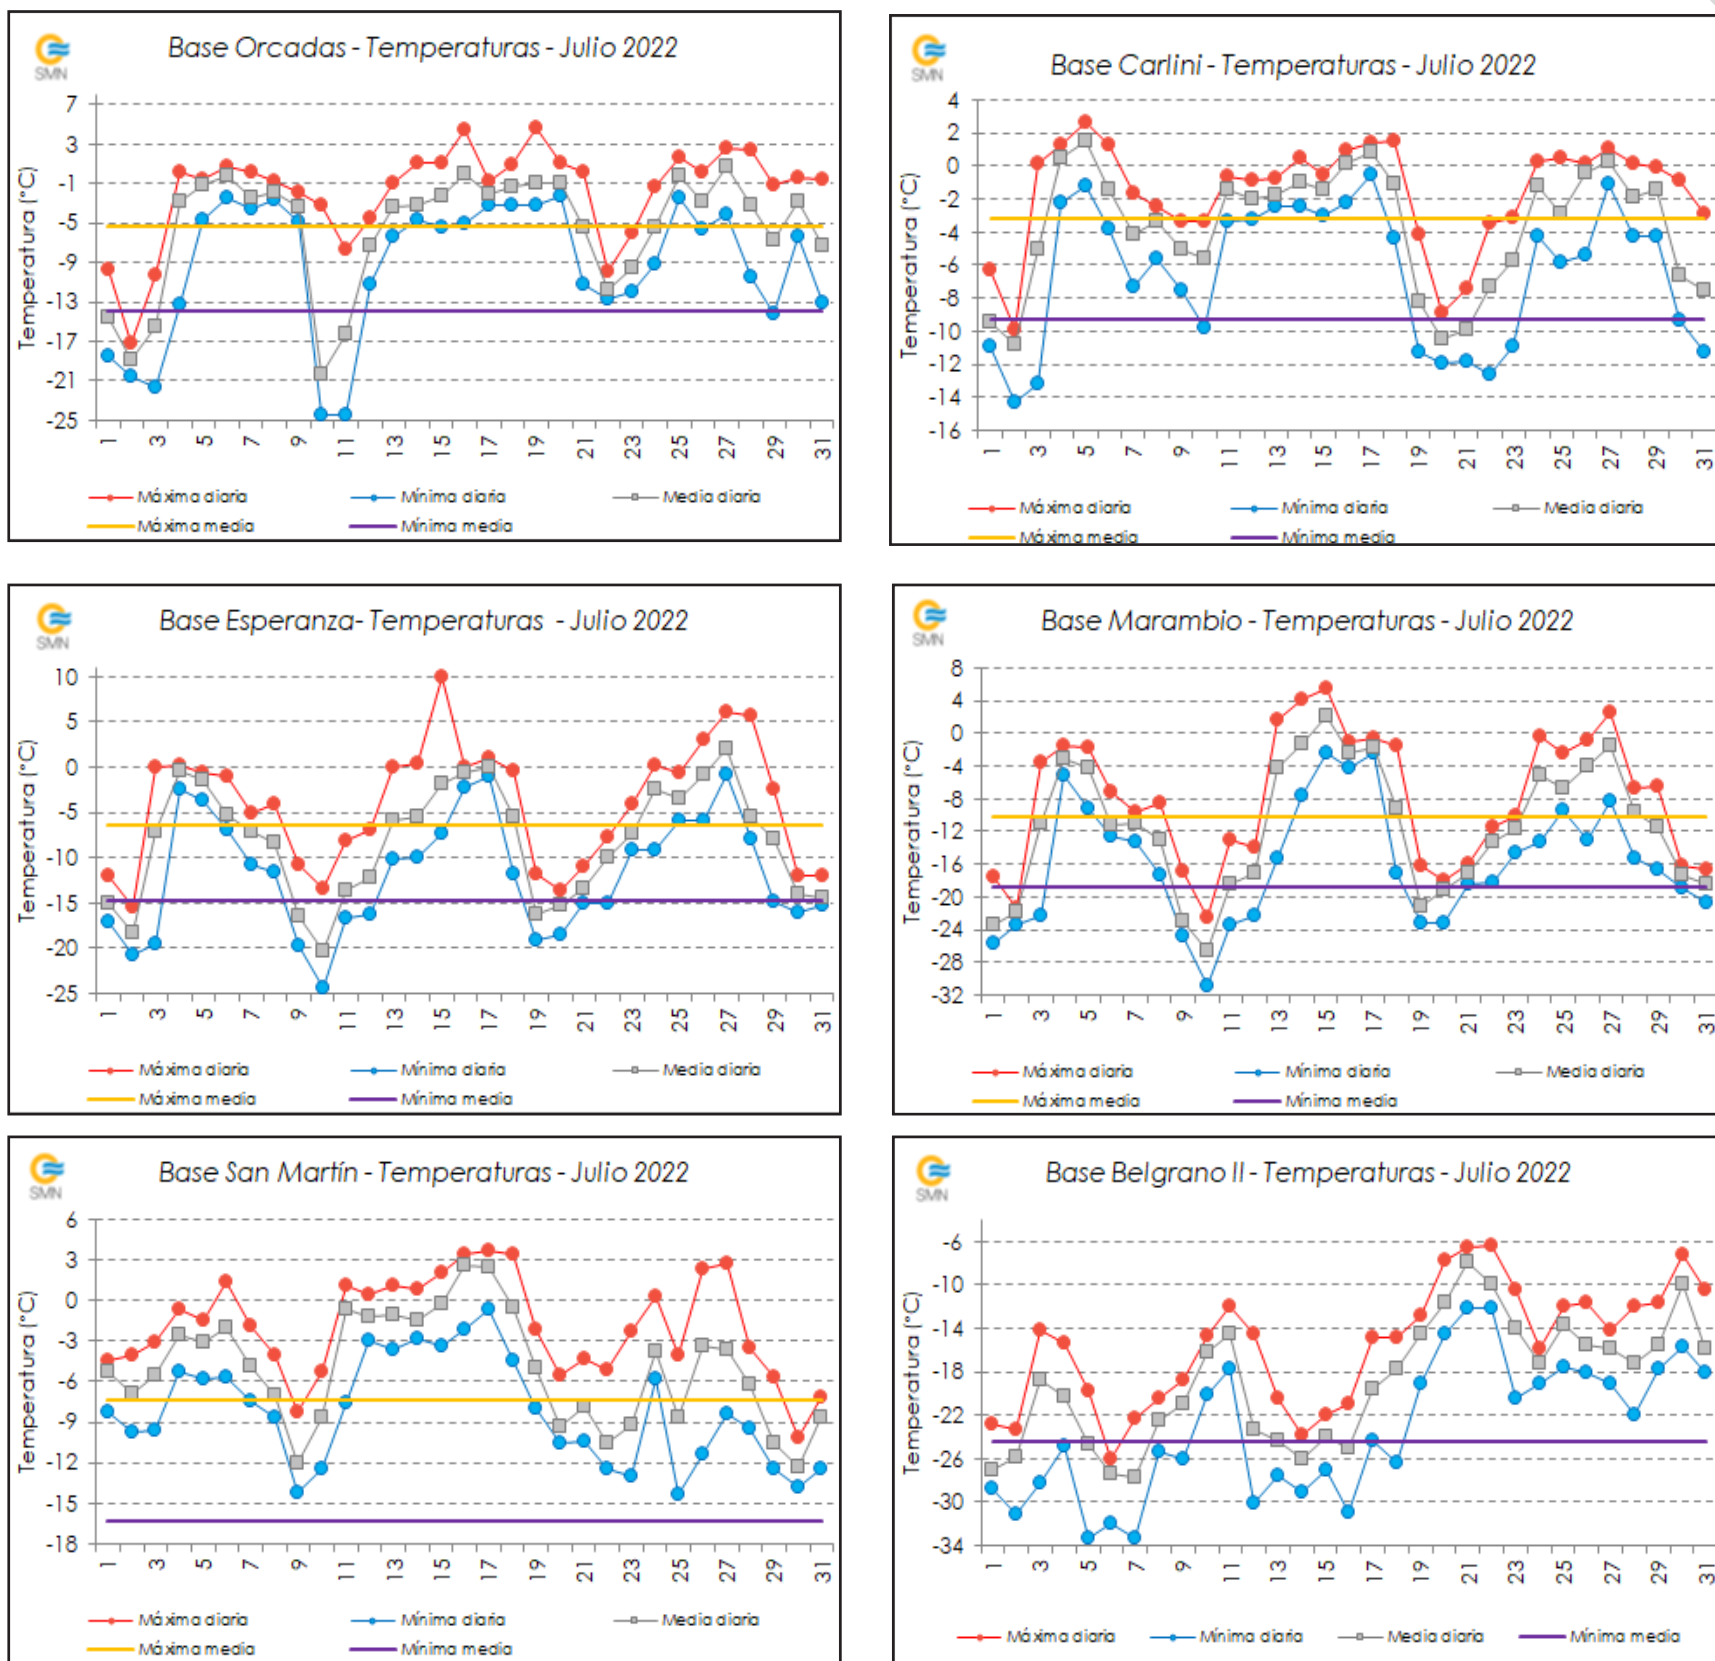 SMN
Base Orcadas - Temperaturas - Julio 2022
Temperatura (°C)
7
3
-1
-5
-9
-13
-17
-21
-25
1 3 5 7 9 11 13 15 17 19 21 23 25 27 29 31
Máxima diaria Mínima diaria Media diaria
Máxima media Mínima media
SMN
Base Carlini - Temperaturas - Julio 2022
Temperatura (°C)
4
2
0
-2
-4
-6
-8
-10
-12
-14
-16
1 3 5 7 9 11 13 15 17 19 21 23 25 27 29 31
Máxima diaria Mínima diaria Media diaria
Máxima media Mínima media
SMN
Base Esperanza- Temperaturas - Julio 2022
Temperatura (°C)
10
5
0
-5
-10
-15
-20
-25
1 3 5 7 9 11 13 15 17 19 21 23 25 27 29 31
Máxima diaria Mínima diaria Media diaria
Máxima media Mínima media
SMN
Base Marambio - Temperaturas - Julio 2022
Temperatura (°C)
8
4
0
-4
-8
-12
-16
-20
-24
-28
-32
1 3 5 7 9 11 13 15 17 19 21 23 25 27 29 31
Máxima diaria Mínima diaria Media diaria
Máxima media Mínima media
SMN
Base San Martín - Temperaturas - Julio 2022
Temperatura (°C)
6
3
0
-3
-6
-9
-12
-15
-18
1 3 5 7 9 11 13 15 17 19 21 23 25 27 29 31
Máxima diaria Mínima diaria Media diaria
Máxima media Mínima media
SMN
Base Belgrano II - Temperaturas - Julio 2022
Temperatura (°C)
-6
-10
-14
-18
-22
-26
-30
-34
1 3 5 7 9 11 13 15 17 19 21 23 25 27 29 31
Máxima diaria Mínima diaria Media diaria Mínima media